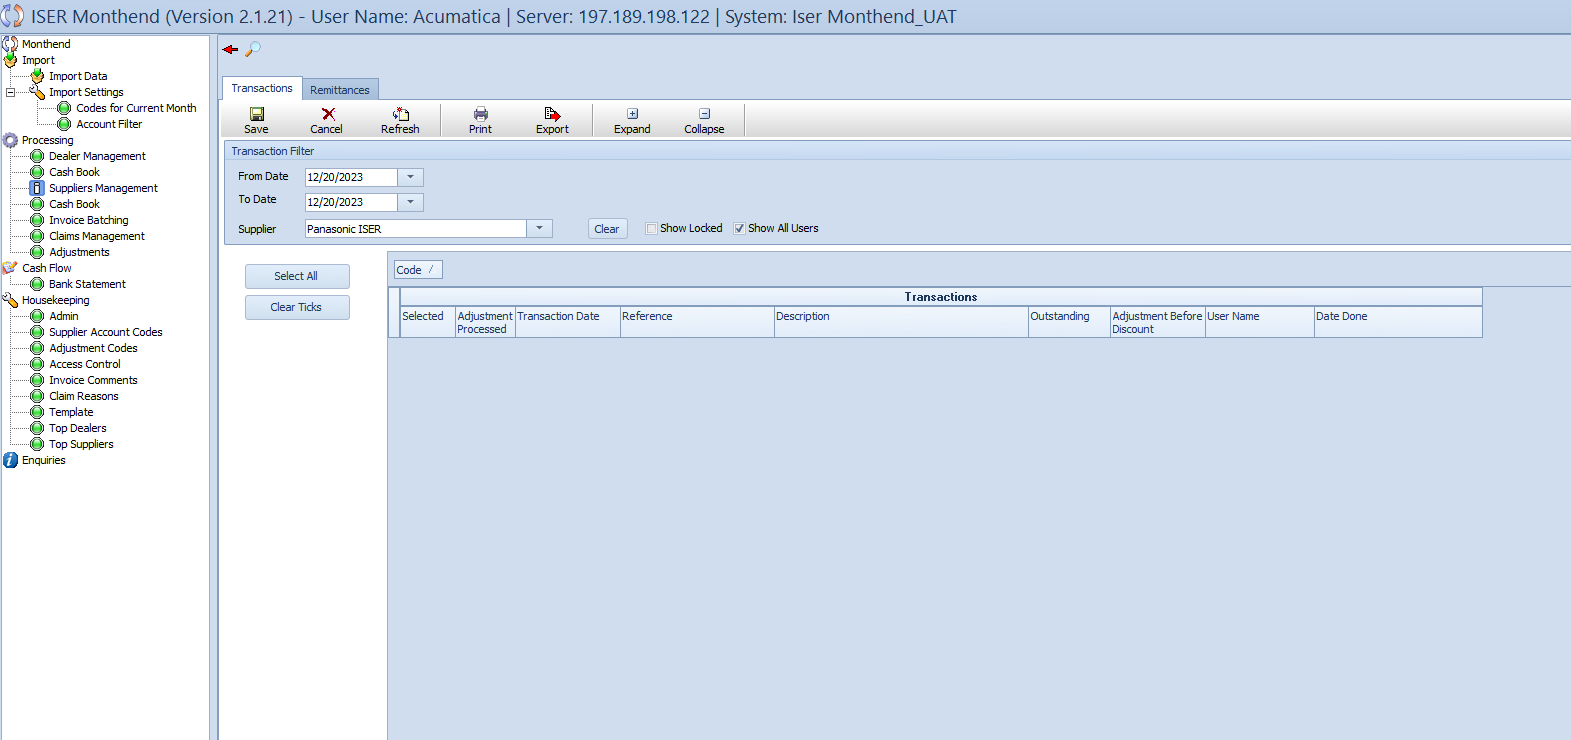 ISER Monthend (Version 2.1.21) - User Name: Acumatica | Server: 197.189.198.122 | System: Iser Monthend_UAT
Monthend
Import
Import Data
Import Settings
Codes for Current Month
Account Filter
Processing
Dealer Management
Cash Book
Suppliers Management
Cash Book
Invoice Batching
Claims Management
Adjustments
Cash Flow
Bank Statement
Housekeeping
Admin
Supplier Account Codes
Adjustment Codes
Access Control
Invoice Comments
Claim Reasons
Template
Top Dealers
Top Suppliers
Enquiries
Transactions Remittances
Save Cancel Refresh Print Export Expand Collapse
Transaction Filter
From Date 12/20/2023
To Date 12/20/2023
Supplier Panasonic ISER Clear Show Locked Show All Users
Select All
Clear Ticks
Code /
Transactions
Selected Adjustment Transaction Date Reference Description Outstanding Adjustment Before User Name Date Done
Processed Discount